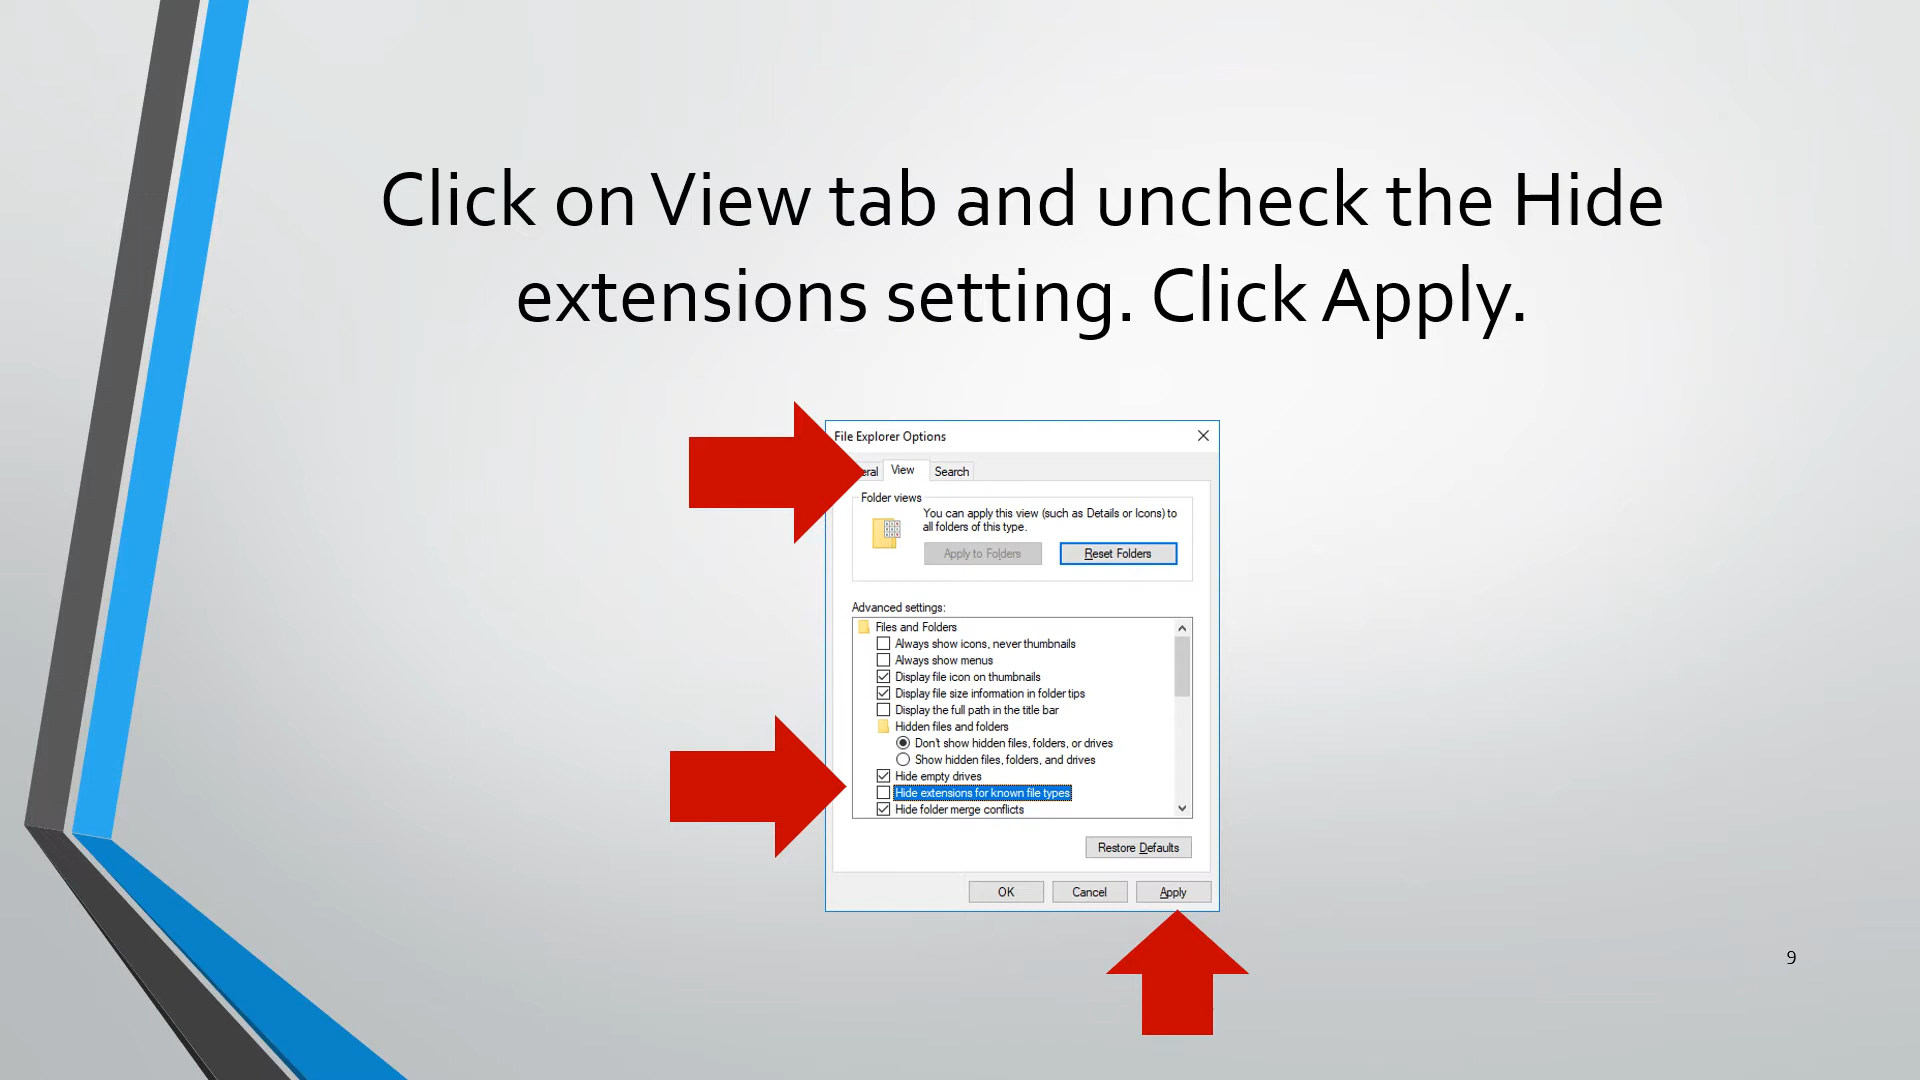 Click on View tab and uncheck the Hide
extensions setting. Click Apply.
File Explorer Options
eral View Search
Folder views
You can apply this view (such as Details or Icons) to
all folders of this type.
Apply to Folders Reset Folders
Advanced settings:
Files and Folders
Always show icons, never thumbnails
Always show menus
Display file icon on thumbnails
Display file size information in folder tips
Display the full path in the title bar
Hidden files and folders
Don't show hidden files, folders, or drives
Show hidden files, folders, and drives
Hide empty drives
Hide extensions for known file types
Hide folder merge conflicts
Restore Defaults
OK Cancel Apply
9